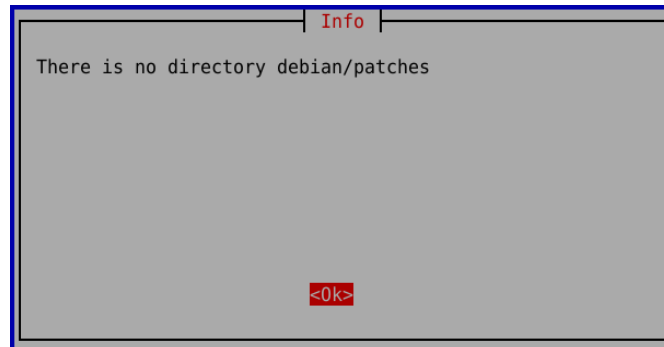 Info
There is no directory debian/patches
<Ok>